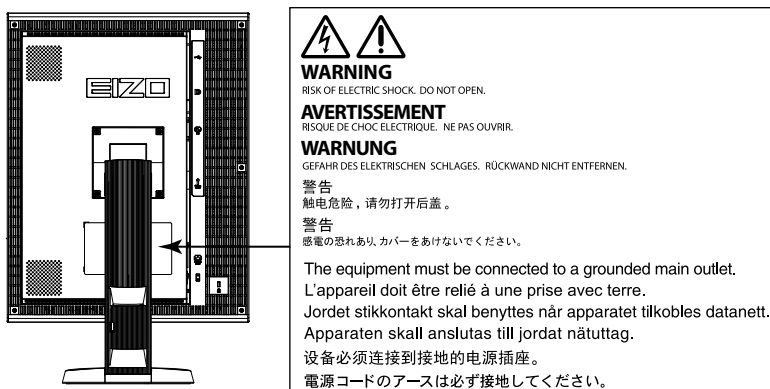 EIZO
WARNING
RISK OF ELECTRIC SHOCK. DO NOT OPEN.
AVERTISSEMENT
RISQUE DE CHOC ELECTRIQUE. NE PAS OUVRIR.
WARNUNG
GEFAHR DES ELEKTRISCHEN SCHLAGES. RÜCKWAND NICHT ENTFERNEN.
警告
触电危险，请勿打开后盖。
警告
感電の恐れあり、カバーをあけないでください。
The equipment must be connected to a grounded main outlet.
L'appareil doit être relié à une prise avec terre.
Jordet stikkontakt skal benyttes når apparatet tilkobles datanett.
Apparaten skall anslutas till jordat nätuttag.
设备必须连接到接地的电源插座。
電源コードのアースは必ず接地してください。